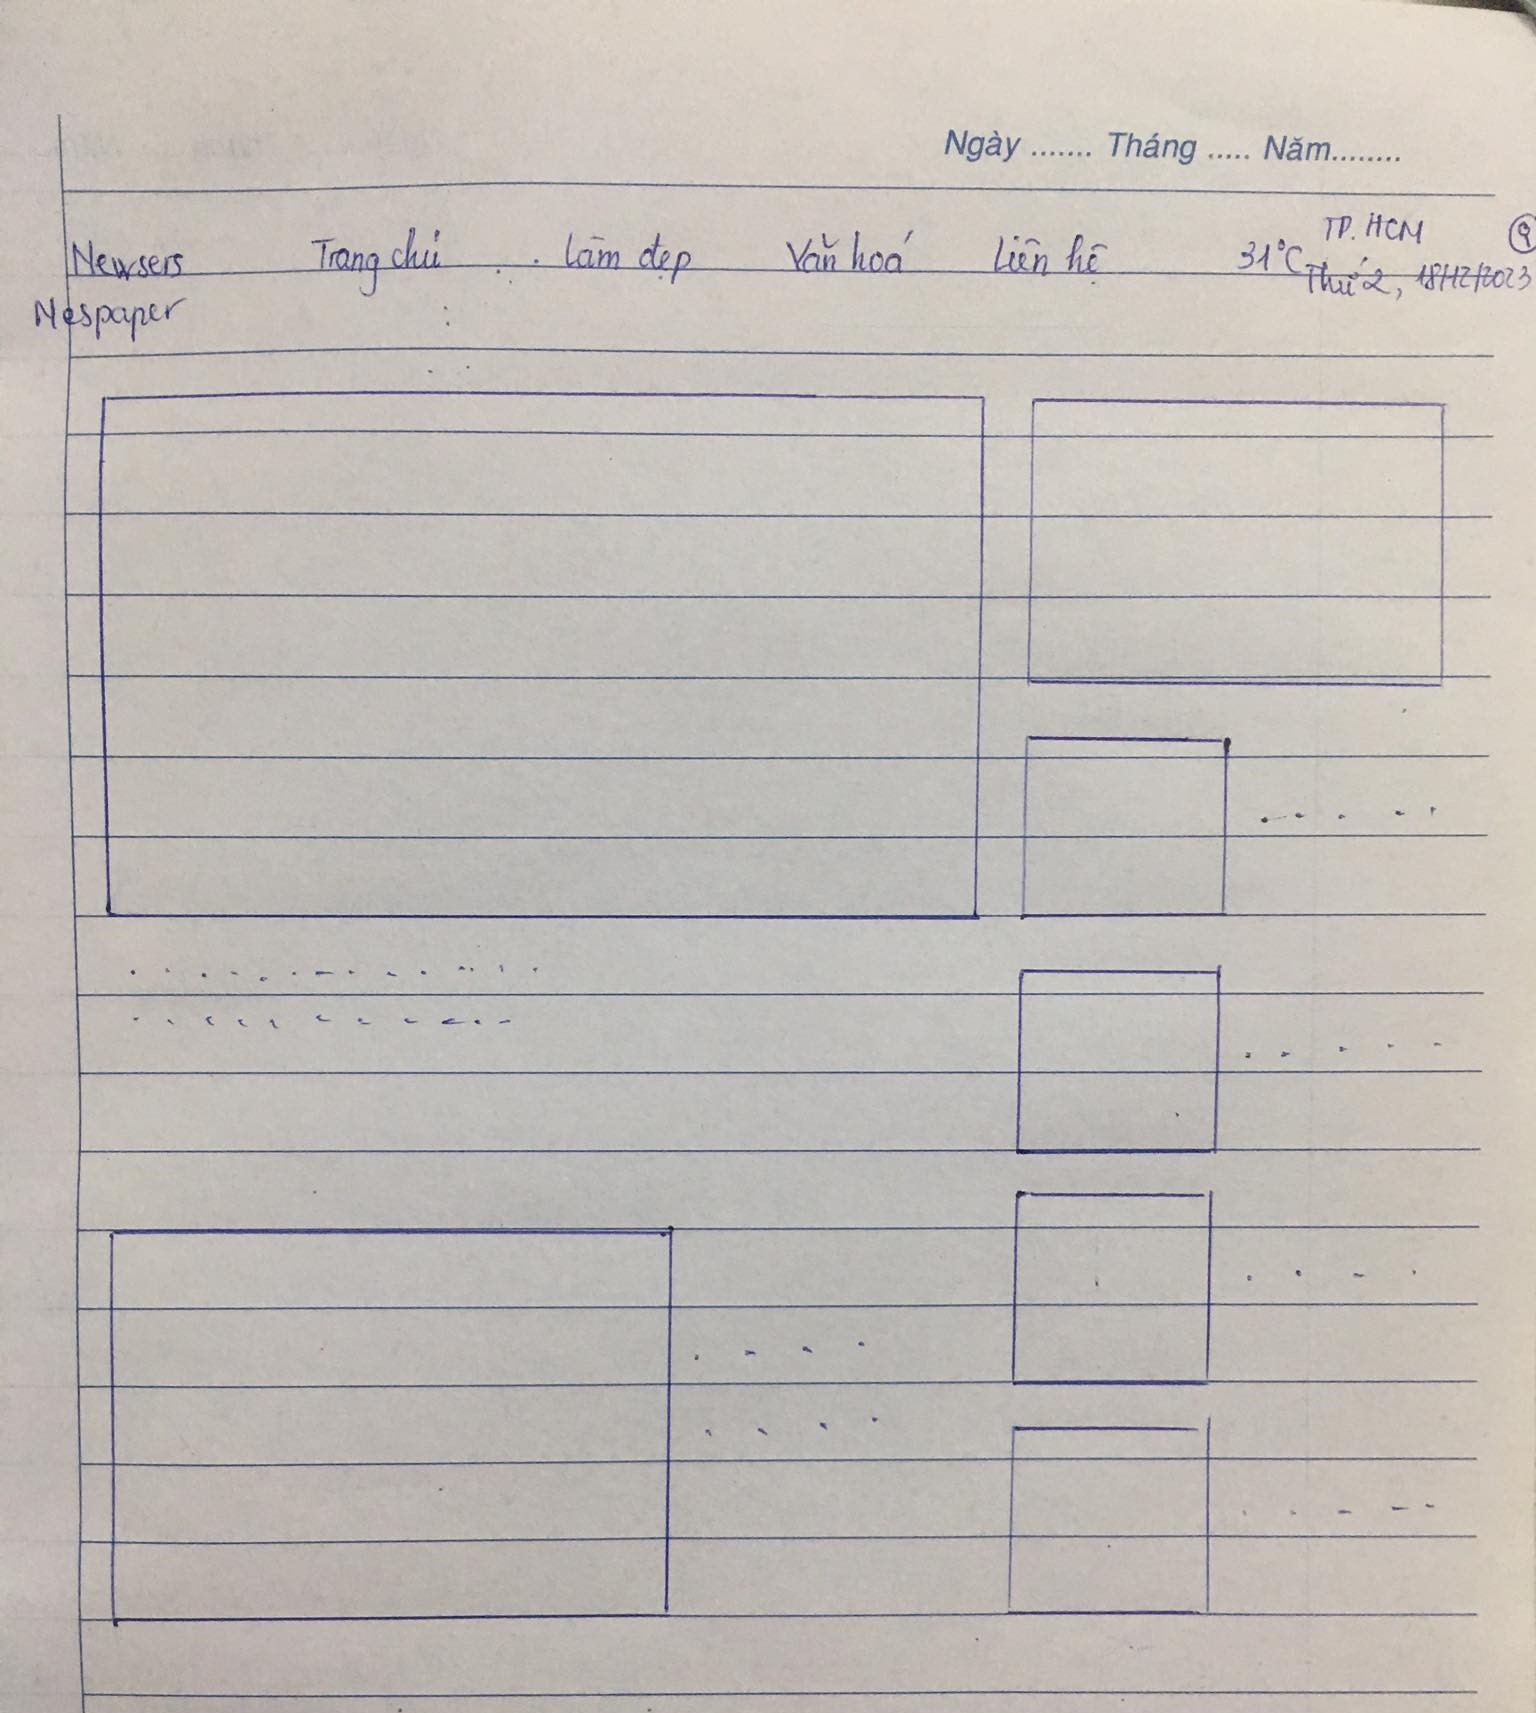 Ngày ....... Tháng ..... Năm........
Newsers Trang chủ Làm đẹp Văn hoá Liên hệ 31°C TP. HCM
Thứ 2, 18/12/2023
Nespaper